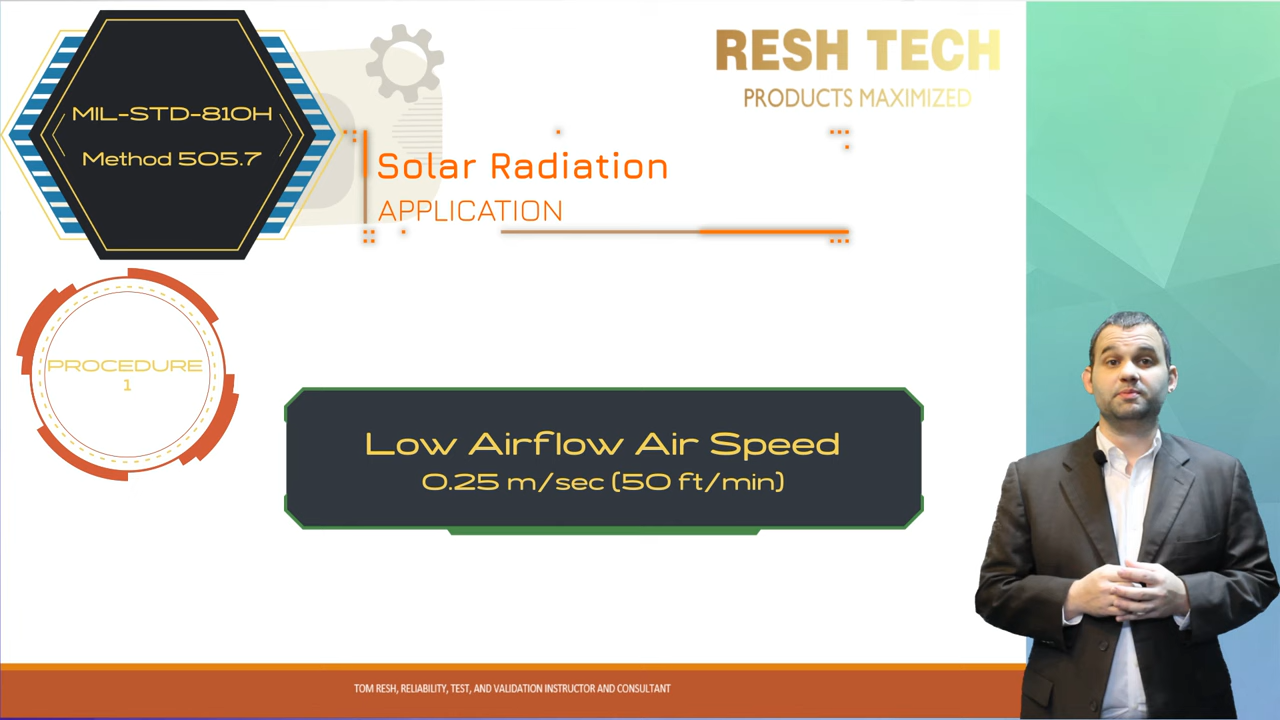 MIL-STD-810H
Method 505.7
RESH TECH
PRODUCTS MAXIMIZED
Solar Radiation
APPLICATION
PROCEDURE
1
Low Airflow Air Speed
0.25 m/sec (50 ft/min)
TOM RESH, RELIABILITY, TEST, AND VALIDATION INSTRUCTOR AND CONSULTANT